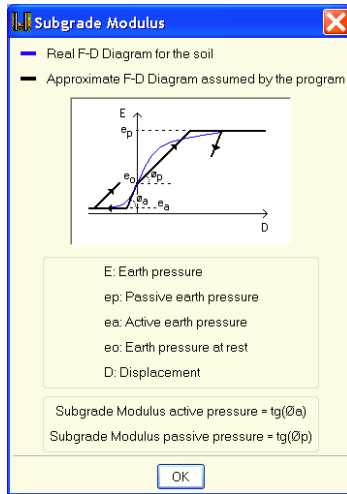 Subgrade Modulus
Real F-D Diagram for the soil
Approximate F-D Diagram assumed by the program
E
ep
eo
Øp
Øa
ea
D
E: Earth pressure
ep: Passive earth pressure
ea: Active earth pressure
eo: Earth pressure at rest
D: Displacement
Subgrade Modulus active pressure = tg(Øa)
Subgrade Modulus passive pressure = tg(Øp)
OK